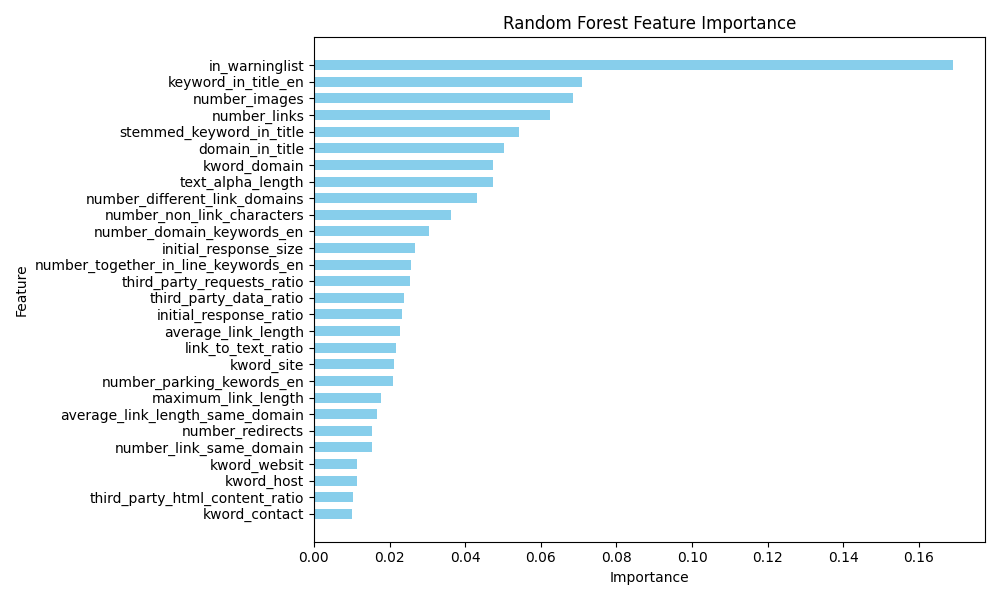 Random Forest Feature Importance
in_warninglist
keyword_in_title_en
number_images
number_links
stemmed_keyword_in_title
domain_in_title
kword_domain
text_alpha_length
number_different_link_domains
number_non_link_characters
number_domain_keywords_en
initial_response_size
number_together_in_line_keywords_en
third_party_requests_ratio
third_party_data_ratio
initial_response_ratio
average_link_length
link_to_text_ratio
kword_site
number_parking_kewords_en
maximum_link_length
average_link_length_same_domain
number_redirects
number_link_same_domain
kword_websit
kword_host
third_party_html_content_ratio
kword_contact
Feature
0.00 0.02 0.04 0.06 0.08 0.10 0.12 0.14 0.16
Importance